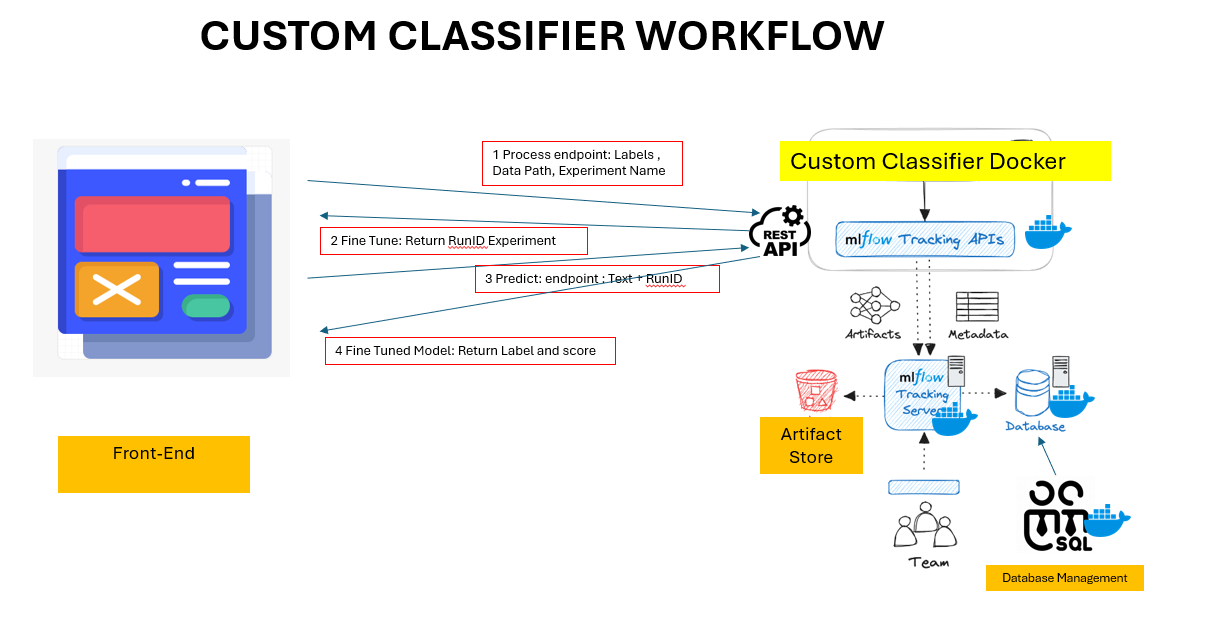 CUSTOM CLASSIFIER WORKFLOW
1 Process endpoint: Labels ,
Data Path, Experiment Name
Custom Classifier Docker
2 Fine Tune: Return RunID Experiment
REST
API
mlflow Tracking APIs
3 Predict: endpoint : Text + RunID
Artifacts
Metadata
4 Fine Tuned Model: Return Label and score
mlflow
Tracking
Server
Database
Artifact
Store
Front-End
SQL
Team
Database Management